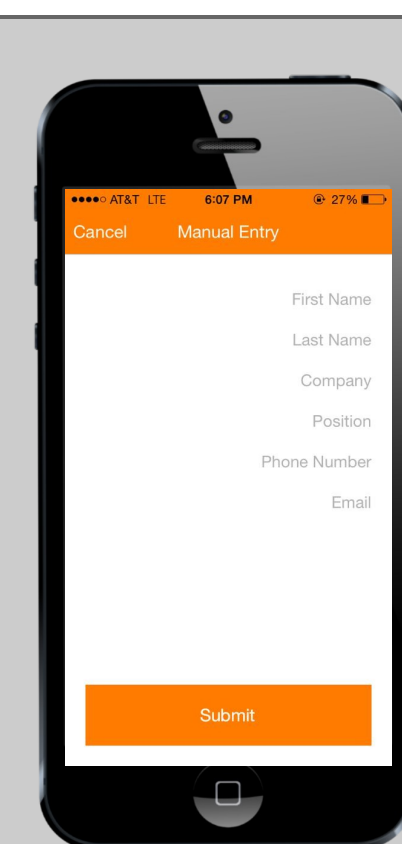 AT&T LTE 6:07 PM 27%
Cancel Manual Entry
First Name
Last Name
Company
Position
Phone Number
Email
Submit